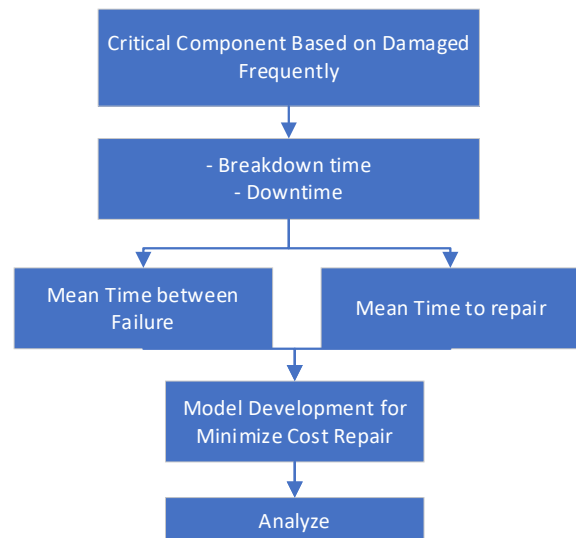 Critical Component Based on Damaged
Frequently
- Breakdown time
- Downtime
Mean Time between
Failure
Mean Time to repair
Model Development for
Minimize Cost Repair
Analyze